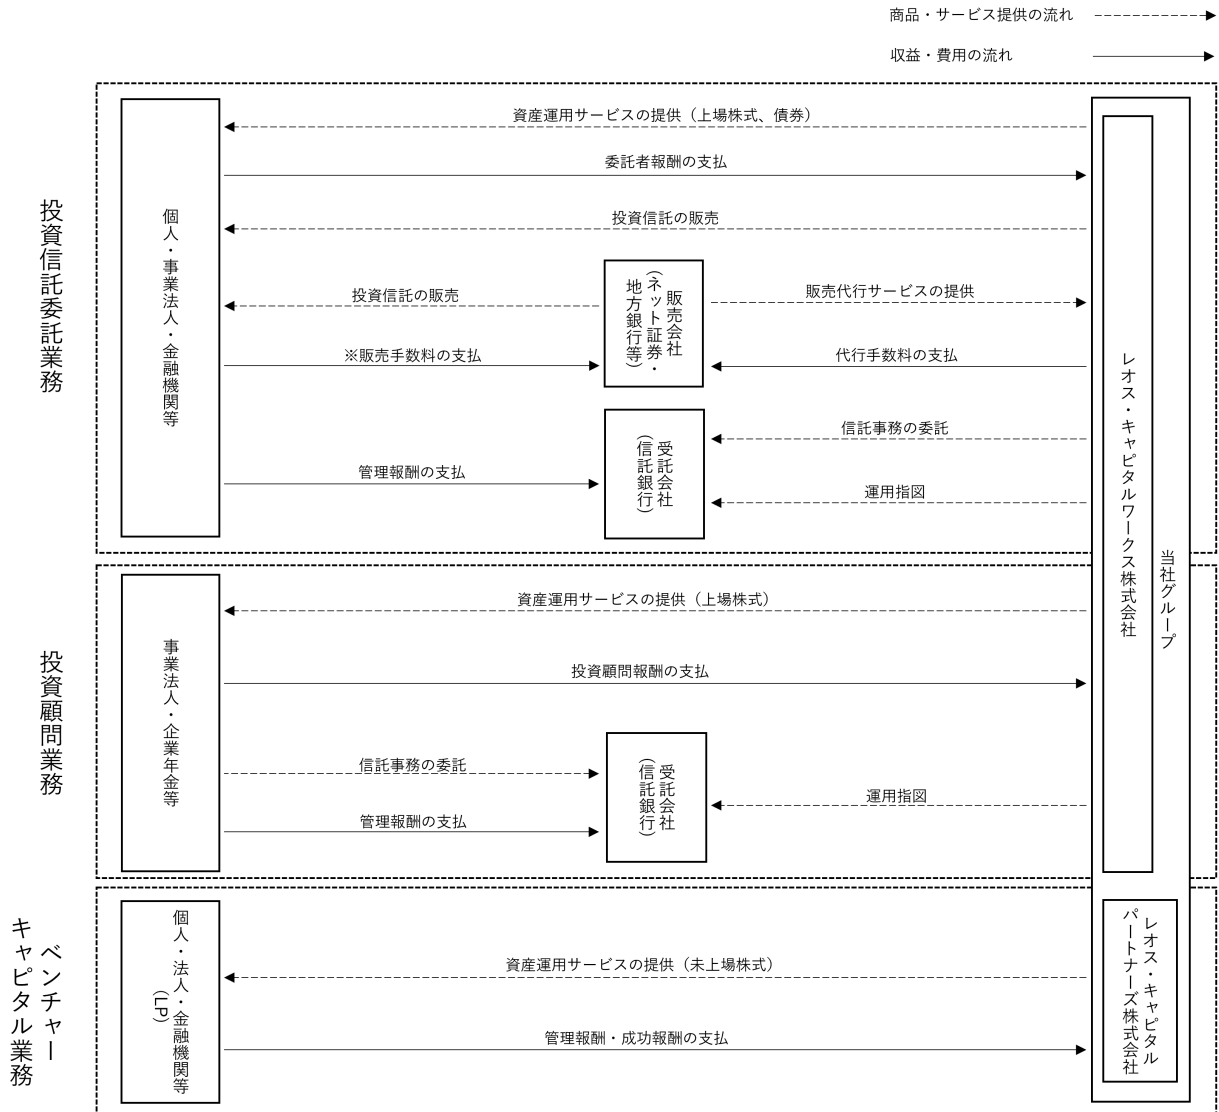 商品・サービス提供の流れ
収益・費用の流れ
投資信託委託業務
個人・事業法人・金融機関等
資産運用サービスの提供（上場株式、債券）
委託者報酬の支払
投資信託の販売
投資信託の販売
※販売手数料の支払
販売会社
(ネット証券・
地方銀行等)
販売代行サービスの提供
代行手数料の支払
管理報酬の支払
受託会社
(信託銀行)
信託事務の委託
運用指図
レオス・キャピタルワークス株式会社
当社グループ
投資顧問業務
事業法人・企業年金等
資産運用サービスの提供（上場株式）
投資顧問報酬の支払
信託事務の委託
管理報酬の支払
受託会社
(信託銀行)
運用指図
ベンチャー
キャピタル業務
個人・法人・金融機関等
(LP)
資産運用サービスの提供（未上場株式）
管理報酬・成功報酬の支払
レオス・キャピタル
パートナーズ株式会社